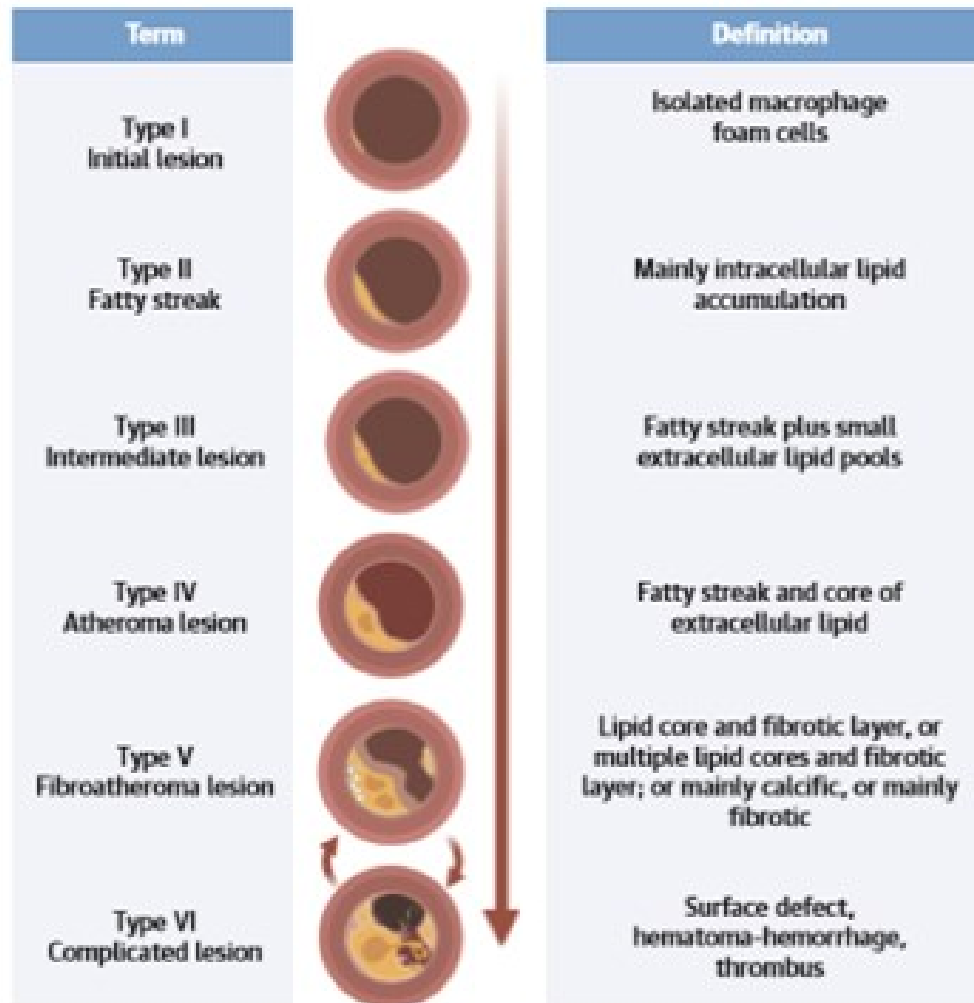 Term
Definition
Type I
Initial lesion
Isolated macrophage
foam cells
Type II
Fatty streak
Mainly intracellular lipid
accumulation
Type III
Intermediate lesion
Fatty streak plus small
extracellular lipid pools
Type IV
Atheroma lesion
Fatty streak and core of
extracellular lipid
Type V
Fibroatheroma lesion
Lipid core and fibrotic layer, or
multiple lipid cores and fibrotic
layer; or mainly calcific, or mainly
fibrotic
Type VI
Complicated lesion
Surface defect,
hematoma-hemorrhage,
thrombus